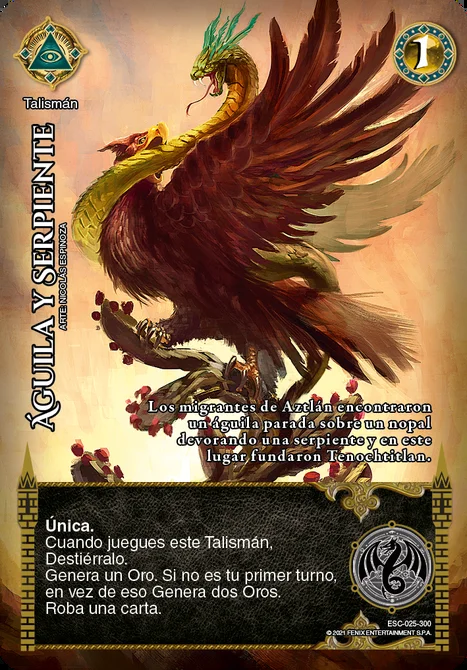 1
Talismán
ÁGUILA Y SERPIENTE
ARTE: NICOLÁS ESPINOZA
Los migrantes de Aztlán encontraron
un águila parada sobre un nopal
devorando una serpiente y en este
lugar fundaron Tenochtitlan.
Única.
Cuando juegues este Talismán,
Destiérralo.
Genera un Oro. Si no es tu primer turno,
en vez de eso Genera dos Oros.
Roba una carta.
ESC-025-300
© 2021 FENIX ENTERTAINMENT S.P.A.